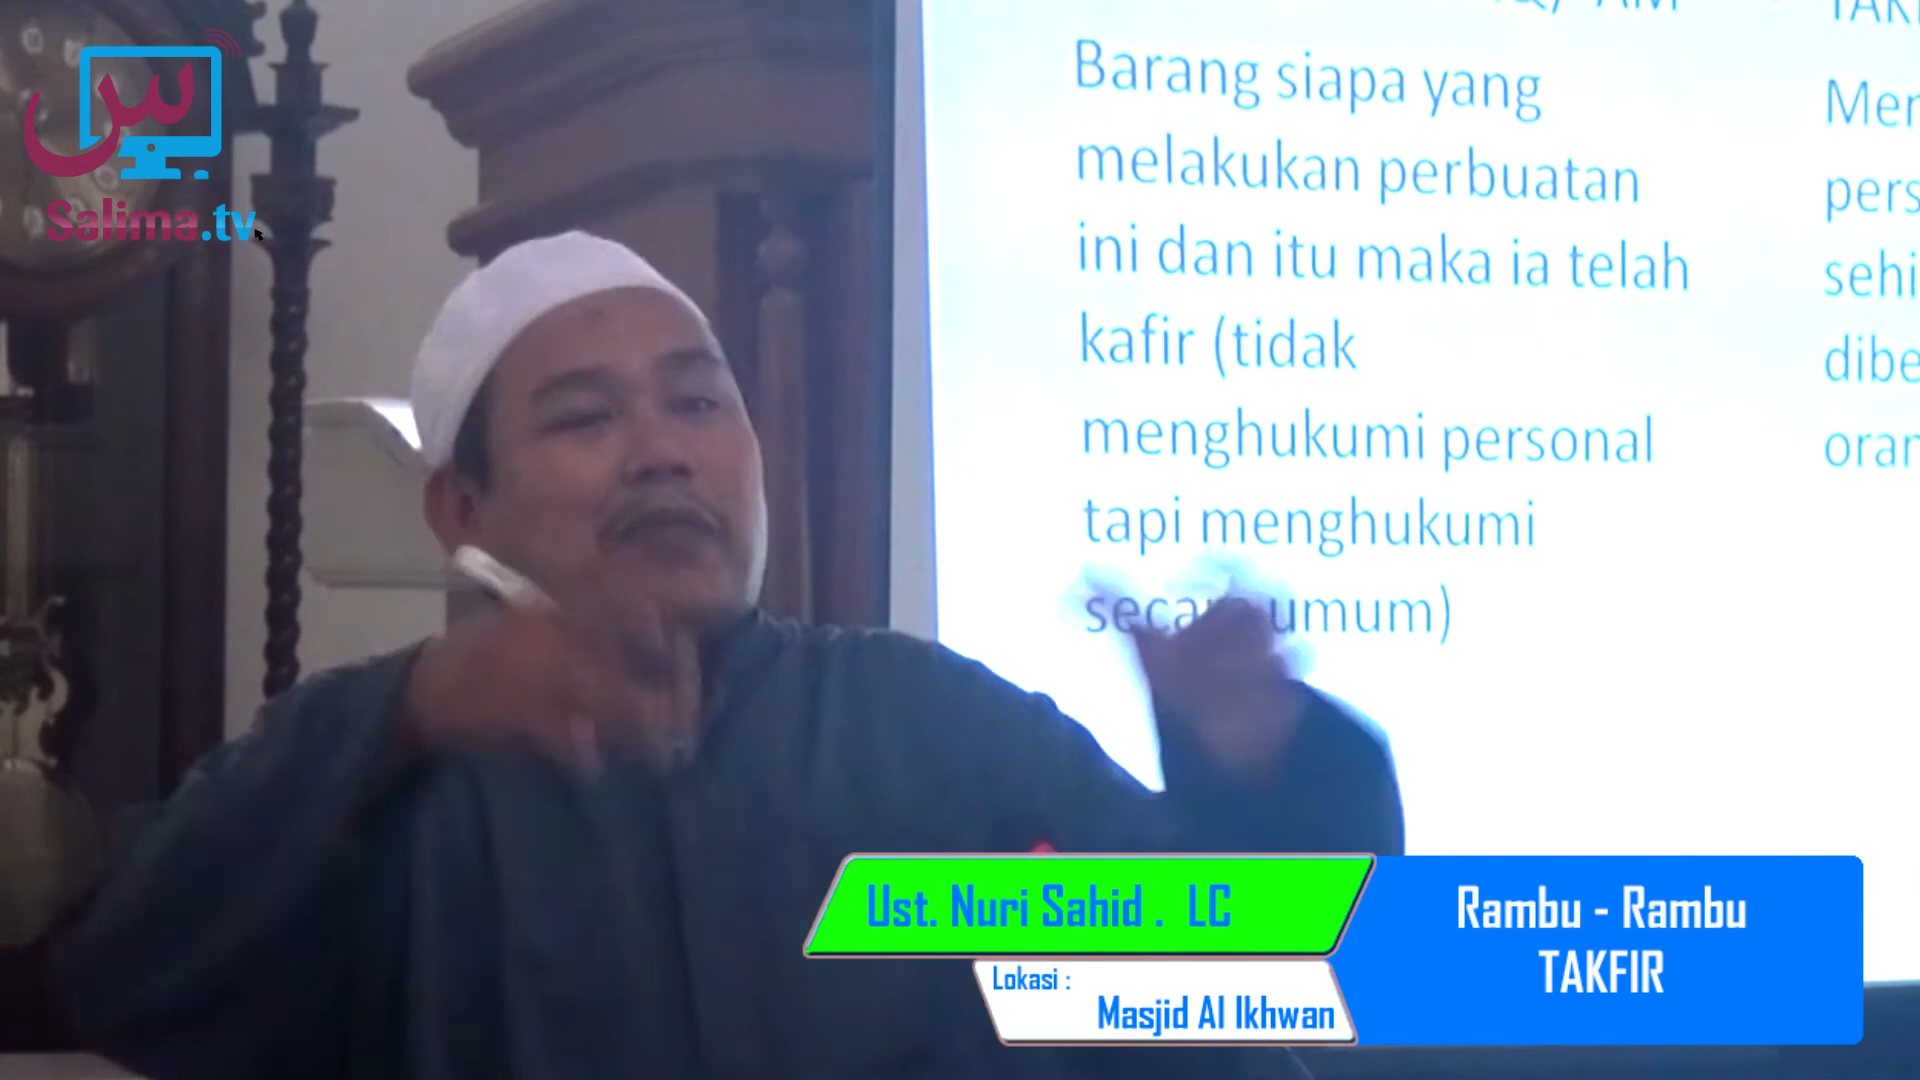 س
Salima.tv
Barang siapa yang
melakukan perbuatan
ini dan itu maka ia telah
kafir (tidak
menghukumi personal
tapi menghukumi
secara umum)
Ust. Nuri Sahid . LC
Lokasi :
Masjid Al Ikhwan
Rambu - Rambu
TAKFIR